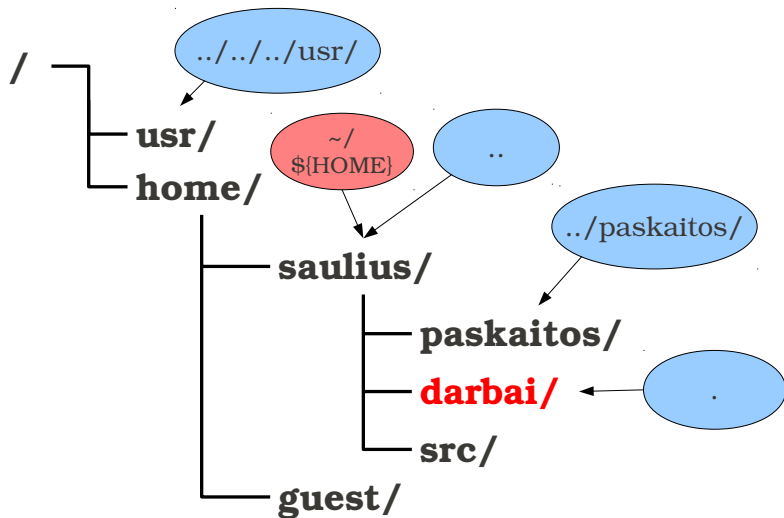 ../../../usr/
/
usr/
~/
${HOME}
..
home/
../paskaitos/
saulius/
paskaitos/
darbai/
.
src/
guest/